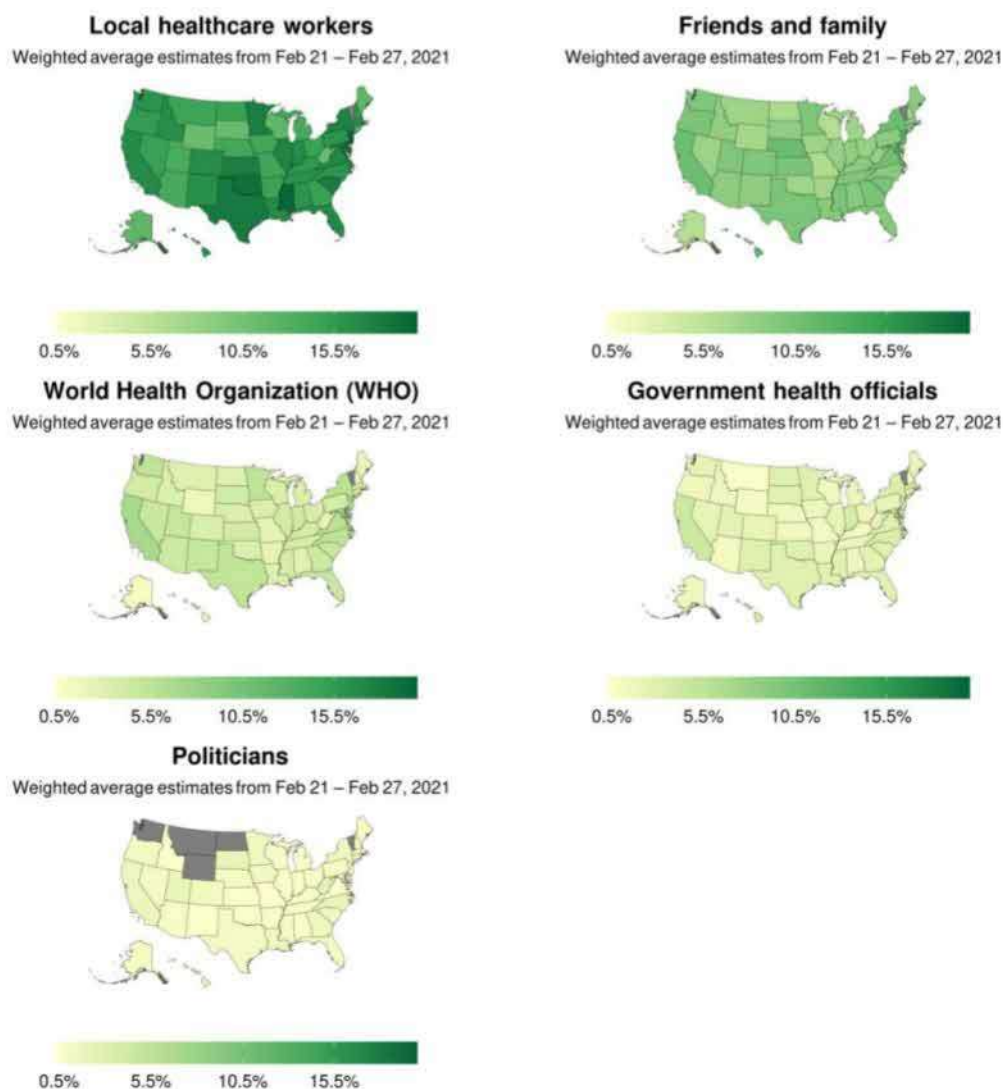 Local healthcare workers
Weighted average estimates from Feb 21 – Feb 27, 2021
0.5% 5.5% 10.5% 15.5%
Friends and family
Weighted average estimates from Feb 21 – Feb 27, 2021
0.5% 5.5% 10.5% 15.5%
World Health Organization (WHO)
Weighted average estimates from Feb 21 – Feb 27, 2021
0.5% 5.5% 10.5% 15.5%
Government health officials
Weighted average estimates from Feb 21 – Feb 27, 2021
0.5% 5.5% 10.5% 15.5%
Politicians
Weighted average estimates from Feb 21 – Feb 27, 2021
0.5% 5.5% 10.5% 15.5%